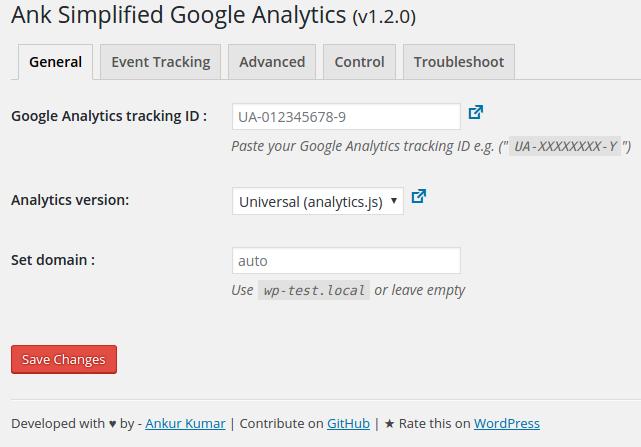 Ank Simplified Google Analytics (v1.2.0)
General Event Tracking Advanced Control Troubleshoot
Google Analytics tracking ID : UA-012345678-9
Paste your Google Analytics tracking ID e.g. ("UA-XXXXXXXX-Y")
Analytics version: Universal (analytics.js)
Set domain : auto
Use wp-test.local or leave empty
Save Changes
Developed with ♥ by - Ankur Kumar | Contribute on GitHub | ★ Rate this on WordPress